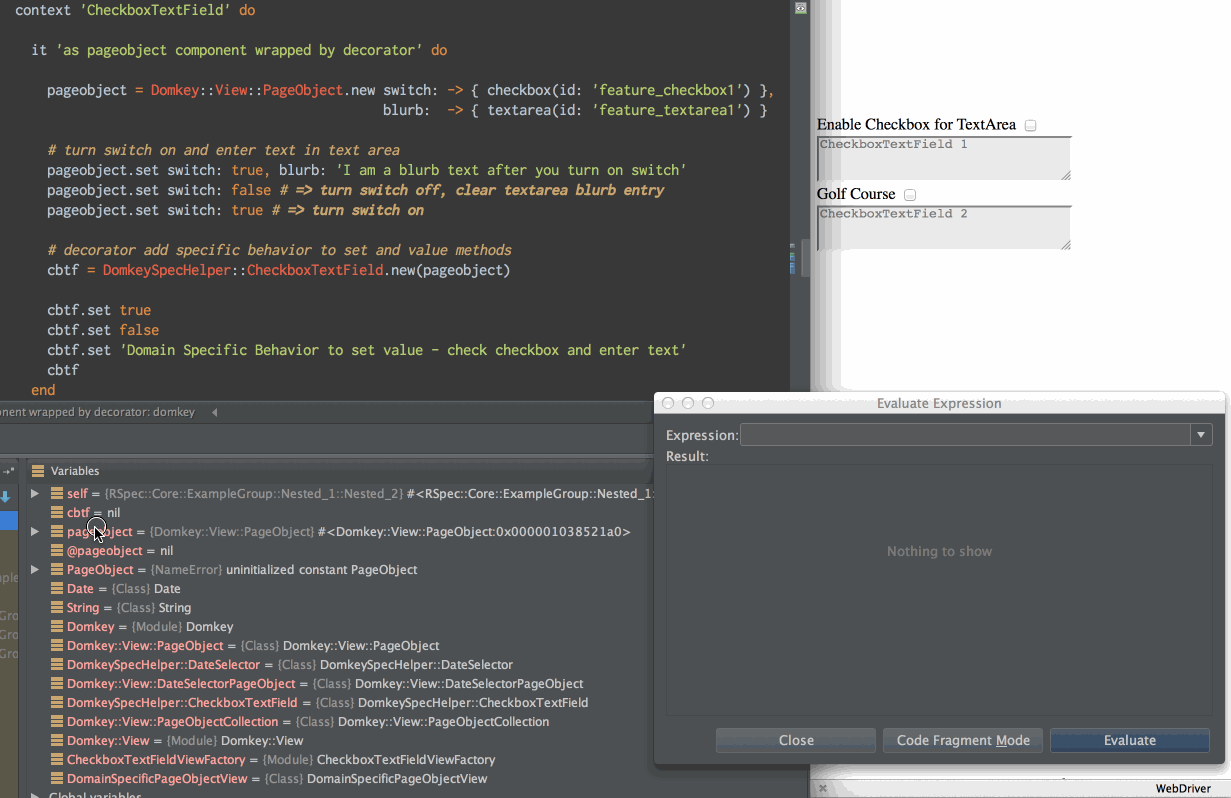 context 'CheckboxTextField' do
it 'as pageobject component wrapped by decorator' do
pageobject = Domkey::View::PageObject.new switch: -> { checkbox(id: 'feature_checkbox1') },
blurb: -> { textarea(id: 'feature_textarea1') }
# turn switch on and enter text in text area
pageobject.set switch: true, blurb: 'I am a blurb text after you turn on switch'
pageobject.set switch: false # => turn switch off, clear textarea blurb entry
pageobject.set switch: true # => turn switch on
# decorator add specific behavior to set and value methods
cbtf = DomkeySpecHelper::CheckboxTextField.new(pageobject)
cbtf.set true
cbtf.set false
cbtf.set 'Domain Specific Behavior to set value - check checkbox and enter text'
cbtf
end
Enable Checkbox for TextArea
CheckboxTextField 1
Golf Course
CheckboxTextField 2
onent wrapped by decorator: domkey
Variables
self = {RSpec::Core::ExampleGroup::Nested_1::Nested_2} #<RSpec::Core::ExampleGroup::Nested_1:
cbtf = nil
pageobject = {Domkey::View::PageObject} #<Domkey::View::PageObject:0x000001038521a0>
@pageobject = nil
PageObject = {NameError} uninitialized constant PageObject
Date = {Class} Date
String = {Class} String
Domkey = {Module} Domkey
Domkey::View::PageObject = {Class} Domkey::View::PageObject
DomkeySpecHelper::DateSelector = {Class} DomkeySpecHelper::DateSelector
Domkey::View::DateSelectorPageObject = {Class} Domkey::View::DateSelectorPageObject
DomkeySpecHelper::CheckboxTextField = {Class} DomkeySpecHelper::CheckboxTextField
Domkey::View::PageObjectCollection = {Class} Domkey::View::PageObjectCollection
Domkey::View = {Module} Domkey::View
CheckboxTextFieldViewFactory = {Module} CheckboxTextFieldViewFactory
DomainSpecificPageObjectView = {Class} DomainSpecificPageObjectView
Global variables
mple
Gro
Gro
Gro
Evaluate Expression
Expression:
Result:
Nothing to show
Close
Code Fragment Mode
Evaluate
WebDriver